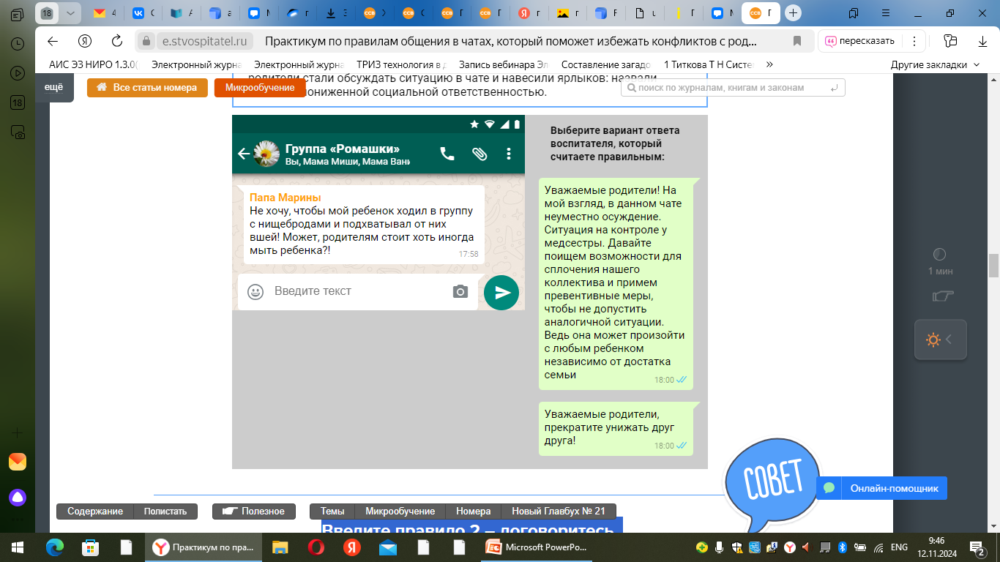 18
4
С
А
а
М
г
Э
Х
С
Г
Г
г
г
F
u
Г
М
Г
e.stvospitatel.ru
Практикум по правилам общения в чатах, который поможет избежать конфликтов с род...
пересказать
АИС ЭЗ НИРО 1.3.0(
Электронный журна
Электронный журна
ТРИЗ технология в д
Запись вебинара Эл
Составление загадо
1 Титкова Т Н Систе
»
Другие закладки
родители стали обсуждать ситуацию в чате и навесили ярлыков: назвали
пониженной социальной ответственностью.
ещё
Все статьи номера
Микрообучение
поиск по журналам, книгам и законам
18
Группа «Ромашки»
Вы, Мама Миши, Мама Вани
Папа Марины
Не хочу, чтобы мой ребенок ходил в группу
с нищебродами и подхватывал от них
вшей! Может, родителям стоит хоть иногда
мыть ребенка?!
17:58
Введите текст
Выберите вариант ответа
воспитателя, который
считаете правильным:
Уважаемые родители! На
мой взгляд, в данном чате
неуместно осуждение.
Ситуация на контроле у
медсестры. Давайте
поищем возможности для
сплочения нашего
коллектива и примем
превентивные меры,
чтобы не допустить
аналогичной ситуации.
Ведь она может произойти
с любым ребенком
независимо от достатка
семьи
18:00
Уважаемые родители,
прекратите унижать друг
друга!
18:00
1 мин
СОВЕТ
Онлайн-помощник
Содержание
Полистать
Полезное
Темы
Микрообучение
Номера
Новый Главбух № 21
Введите правило 2 – договоритесь
Практикум по пра...
Microsoft PowerPo...
ENG
9:46
12.11.2024
2